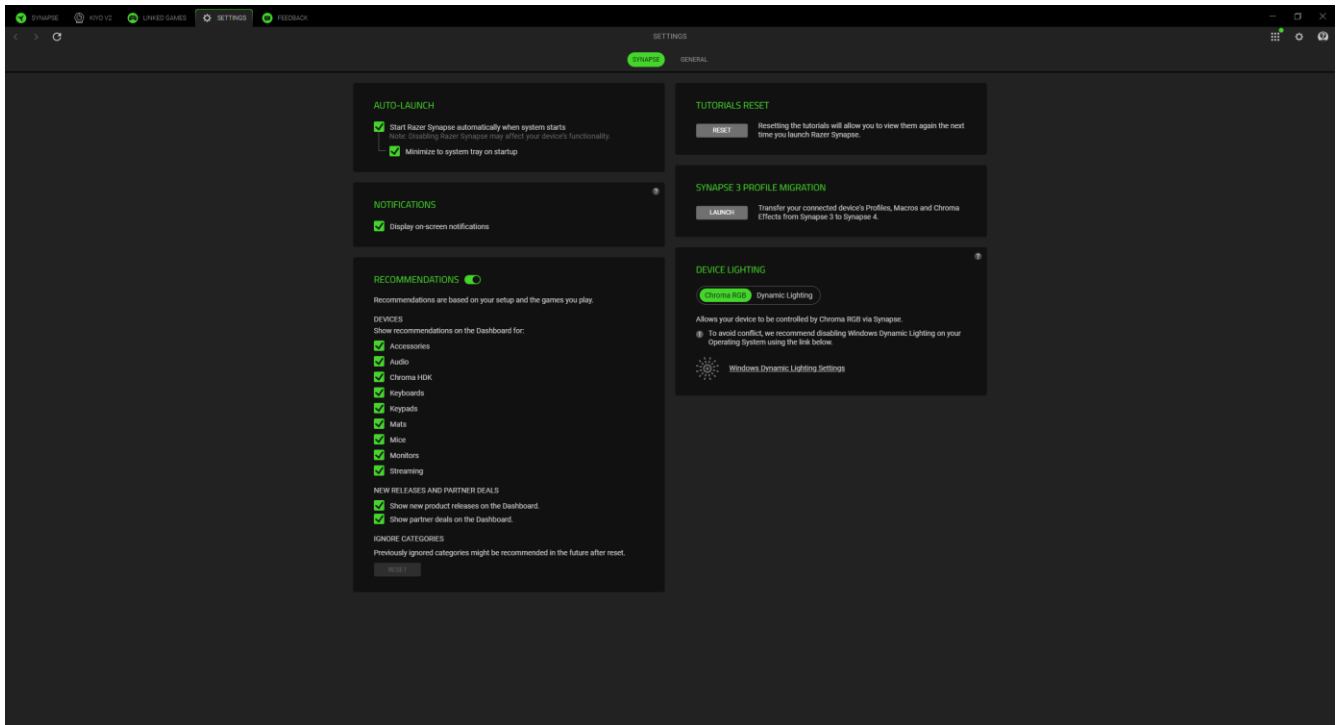 SYNAPSE
KIYO V2
LINKED GAMES
SETTINGS
FEEDBACK
SETTINGS
SYNAPSE
GENERAL
AUTO-LAUNCH
Start Razer Synapse automatically when system starts
Note: Disabling Razer Synapse may affect your device's functionality.
Minimize to system tray on startup
NOTIFICATIONS
Display on-screen notifications
RECOMMENDATIONS
Recommendations are based on your setup and the games you play.
DEVICES
Show recommendations on the Dashboard for:
Accessories
Audio
Chroma HDK
Keyboards
Keypads
Mats
Mice
Monitors
Streaming
NEW RELEASES AND PARTNER DEALS
Show new product releases on the Dashboard.
Show partner deals on the Dashboard.
IGNORE CATEGORIES
Previously ignored categories might be recommended in the future after reset.
RESET
TUTORIALS RESET
RESET
Resetting the tutorials will allow you to view them again the next
time you launch Razer Synapse.
SYNAPSE 3 PROFILE MIGRATION
LAUNCH
Transfer your connected device's Profiles, Macros and Chroma
Effects from Synapse 3 to Synapse 4.
DEVICE LIGHTING
Chroma RGB
Dynamic Lighting
Allows your device to be controlled by Chroma RGB via Synapse.
To avoid conflict, we recommend disabling Windows Dynamic Lighting on your
Operating System using the link below.
Windows Dynamic Lighting Settings